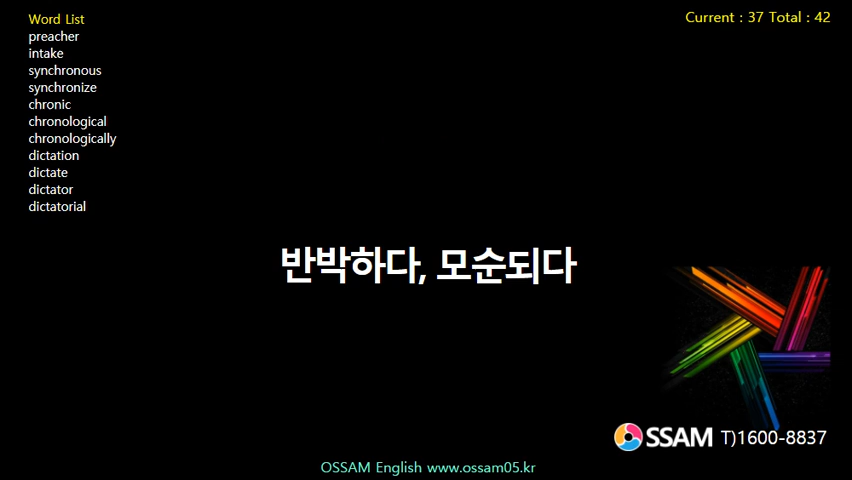 Word List
preacher
intake
synchronous
synchronize
chronic
chronological
chronologically
dictation
dictate
dictator
dictatorial
Current : 37 Total : 42
반박하다, 모순되다
SSAM T)1600-8837
OSSAM English www.ossam05.kr